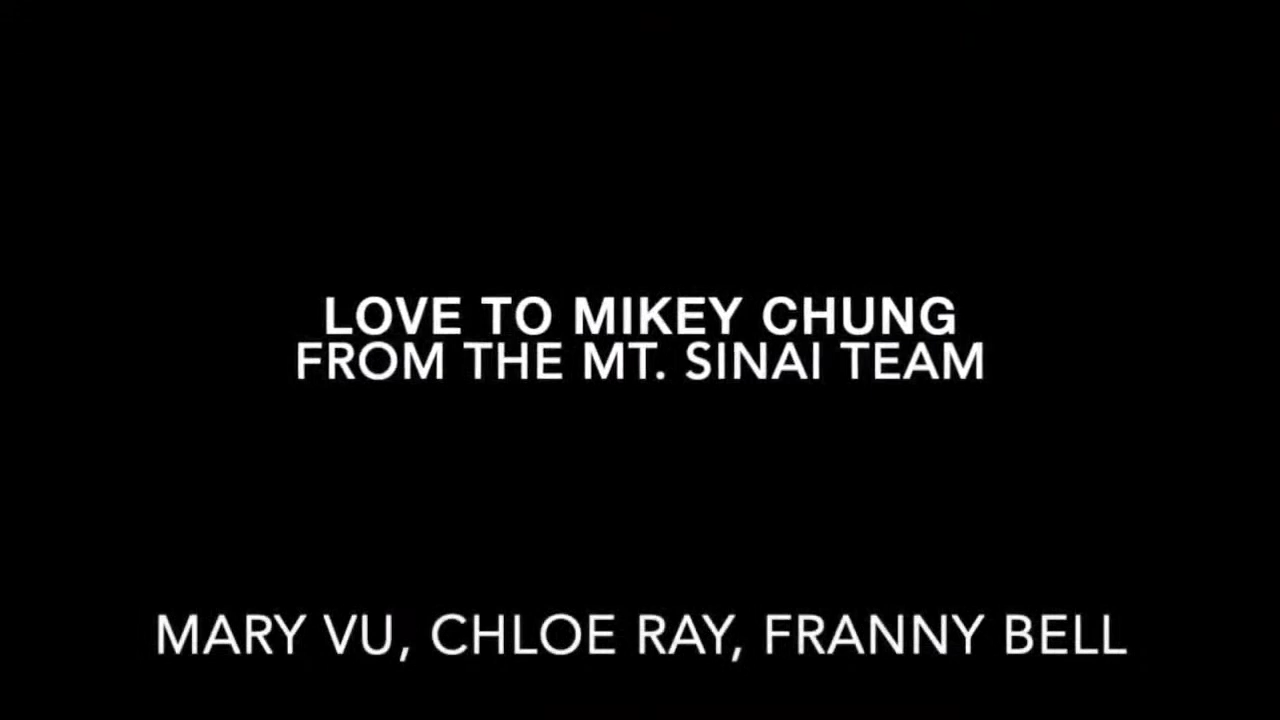 LOVE TO MIKEY CHUNG
FROM THE MT. SINAI TEAM
MARY VU, CHLOE RAY, FRANNY BELL